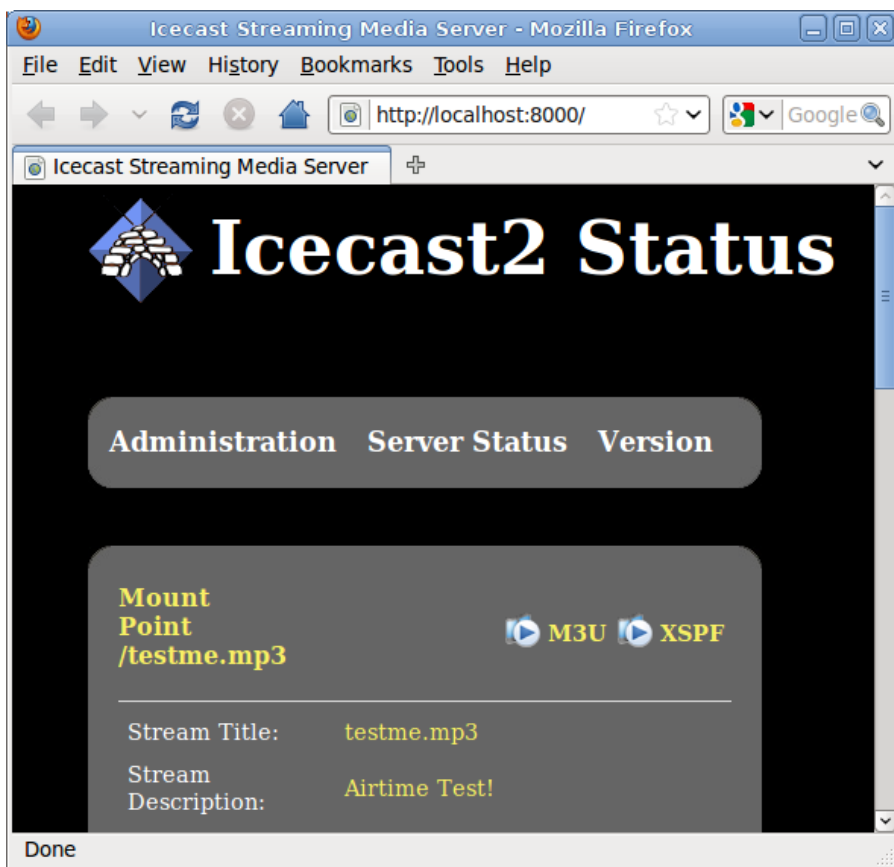 Icecast Streaming Media Server - Mozilla Firefox
File Edit View History Bookmarks Tools Help
http://localhost:8000/ Google
Icecast Streaming Media Server
Icecast2 Status
Administration Server Status Version
Mount
Point
/testme.mp3
M3U XSPF
Stream Title: testme.mp3
Stream
Description:
Airtime Test!
Done